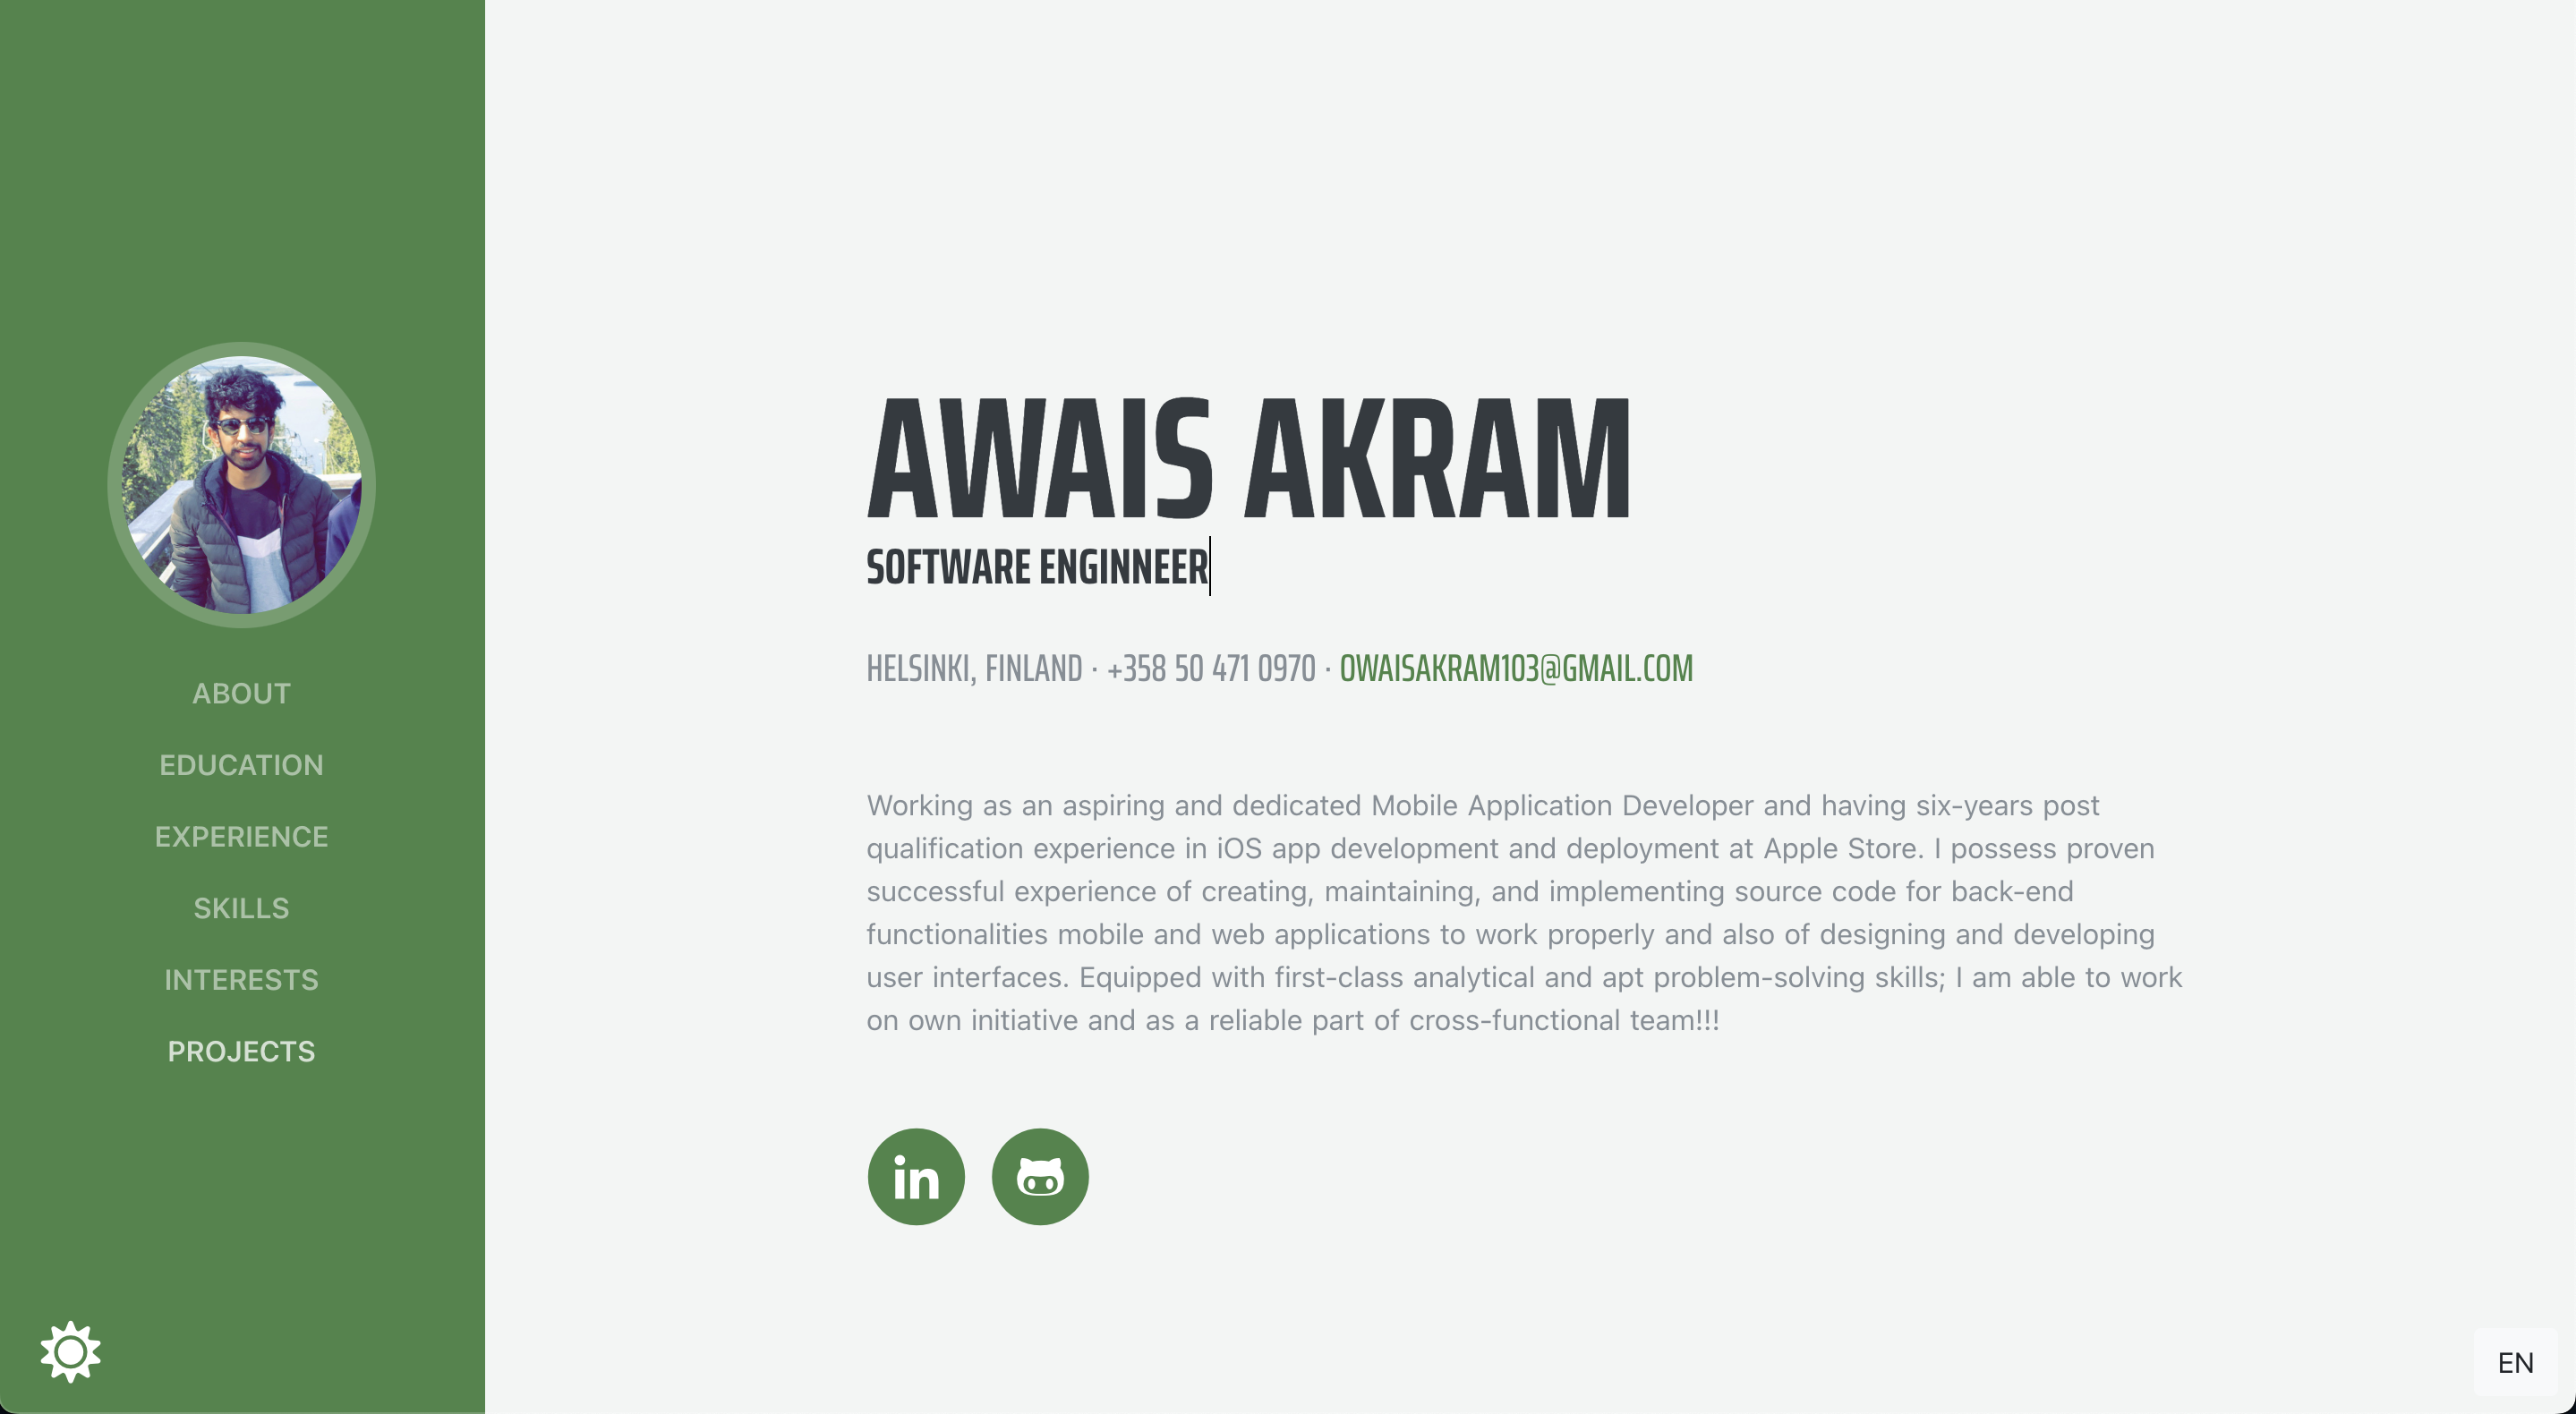 ABOUT
EDUCATION
EXPERIENCE
SKILLS
INTERESTS
PROJECTS
AWAIS AKRAM
SOFTWARE ENGINNEER
HELSINKI, FINLAND · +358 50 471 0970 · OWAISAKRAM103@GMAIL.COM
Working as an aspiring and dedicated Mobile Application Developer and having six-years post
qualification experience in iOS app development and deployment at Apple Store. I possess proven
successful experience of creating, maintaining, and implementing source code for back-end
functionalities mobile and web applications to work properly and also of designing and developing
user interfaces. Equipped with first-class analytical and apt problem-solving skills; I am able to work
on own initiative and as a reliable part of cross-functional team!!!
in
EN